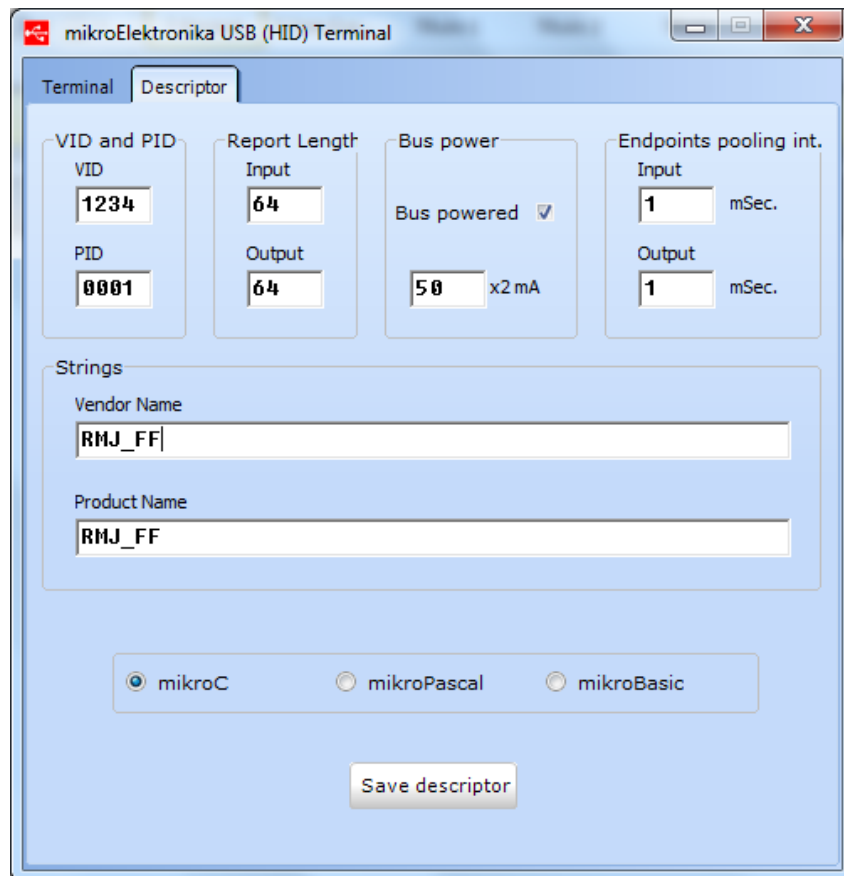 mikroElektronika USB (HID) Terminal
Terminal Descriptor
VID and PID Report Length Bus power Endpoints pooling int.
VID Input Input
1234 64 Bus powered 1 mSec.
PID Output Output
0001 64 50 x2 mA 1 mSec.
Strings
Vendor Name
RMJ_FF
Product Name
RMJ_FF
mikroC mikroPascal mikroBasic
Save descriptor